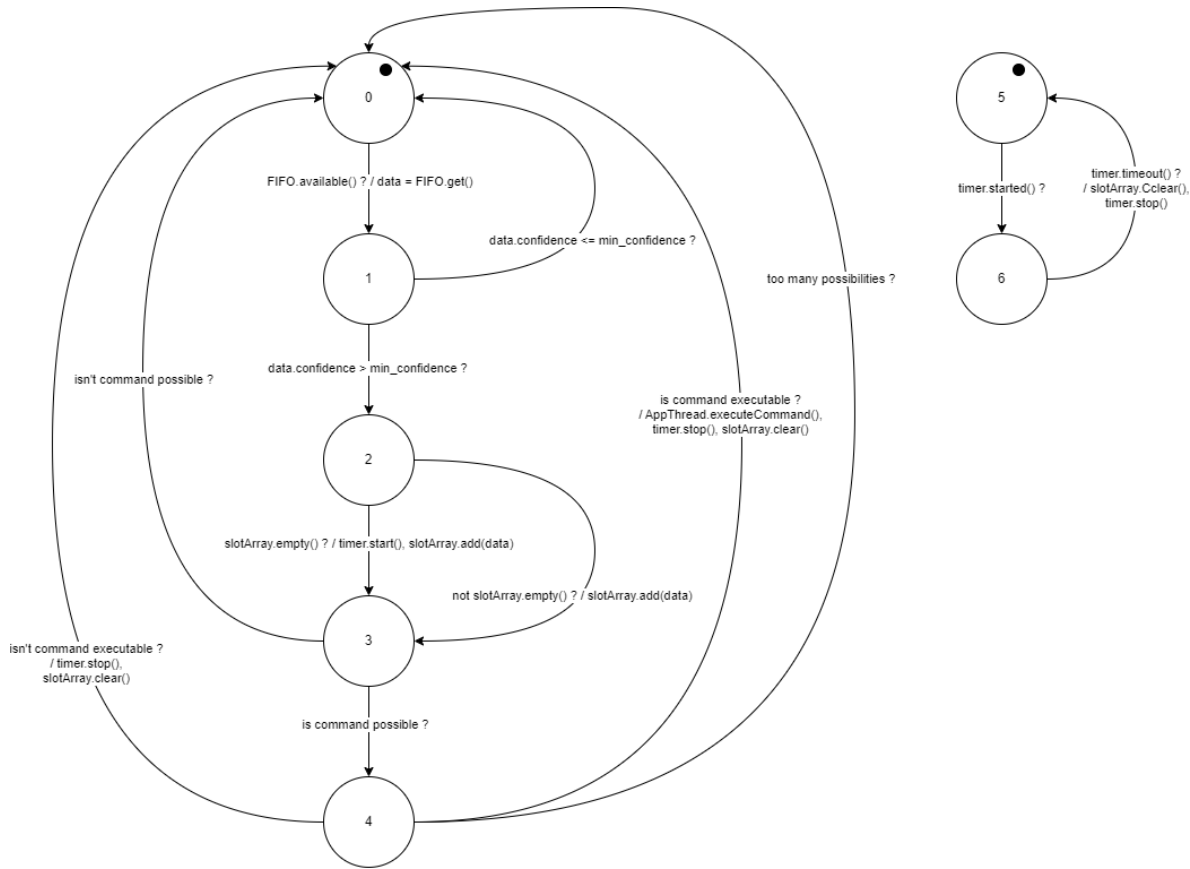 0
5
FIFO.available() ? / data = FIFO.get()
timer.timeout() ?
/ slotArray.Cclear(),
timer.stop()
timer.started() ?
data.confidence <= min_confidence ?
1
6
too many possibilities ?
data.confidence > min_confidence ?
isn't command possible ?
is command executable ?
/ AppThread.executeCommand(),
timer.stop(), slotArray.clear()
2
slotArray.empty() ? / timer.start(), slotArray.add(data)
not slotArray.empty() ? / slotArray.add(data)
3
isn't command executable ?
/ timer.stop(),
slotArray.clear()
is command possible ?
4